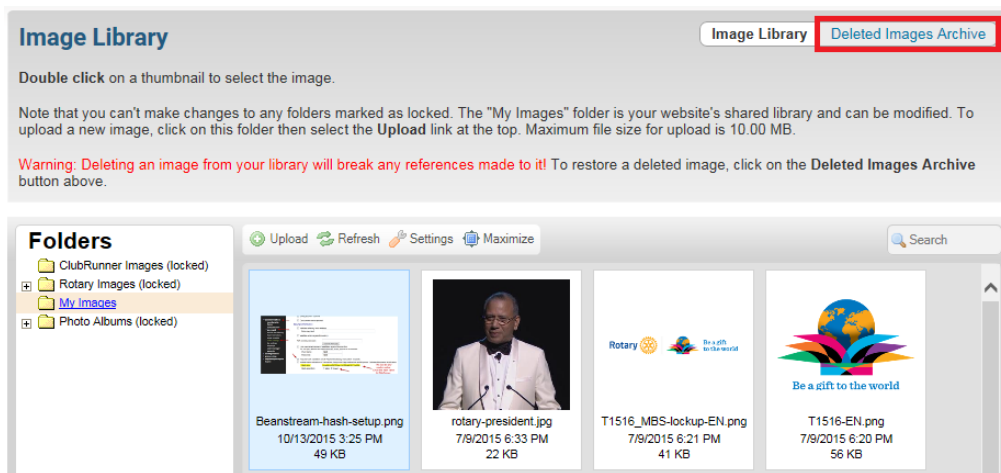 Image Library
Image Library
Deleted Images Archive
Double click on a thumbnail to select the image.
Note that you can't make changes to any folders marked as locked. The "My Images" folder is your website's shared library and can be modified. To
upload a new image, click on this folder then select the Upload link at the top. Maximum file size for upload is 10.00 MB.
Warning: Deleting an image from your library will break any references made to it! To restore a deleted image, click on the Deleted Images Archive
button above.
Folders
ClubRunner Images (locked)
Rotary Images (locked)
My Images
Photo Albums (locked)
Upload Refresh Settings Maximize
Search
Beanstream-hash-setup.png
10/13/2015 3:25 PM
49 KB
rotary-president.jpg
7/9/2015 6:33 PM
22 KB
Rotary
Be a gift
to the world
T1516_MBS-lockup-EN.png
7/9/2015 6:21 PM
41 KB
Be a gift to the world
T1516-EN.png
7/9/2015 6:20 PM
56 KB